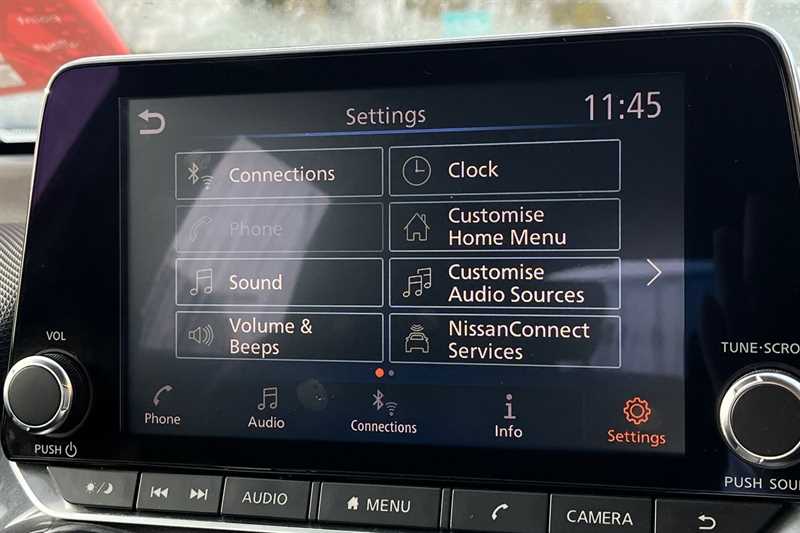 Settings
11:45
Connections
Clock
Phone
Customise
Home Menu
Sound
Customise
Audio Sources
Volume &
Beeps
NissanConnect
Services
Phone
Audio
Connections
Info
Settings
VOL
PUSH
TUNE·SCRO
PUSH SOU
AUDIO
MENU
CAMERA